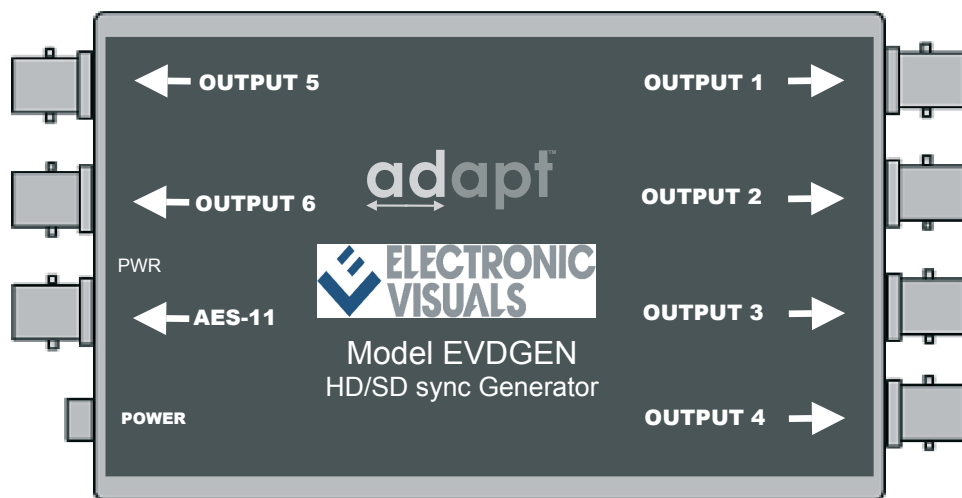 OUTPUT 5
OUTPUT 1
adapt™
OUTPUT 6
OUTPUT 2
PWR
ELECTRONIC
VISUALS
AES-11
OUTPUT 3
Model EVDGEN
HD/SD sync Generator
POWER
OUTPUT 4